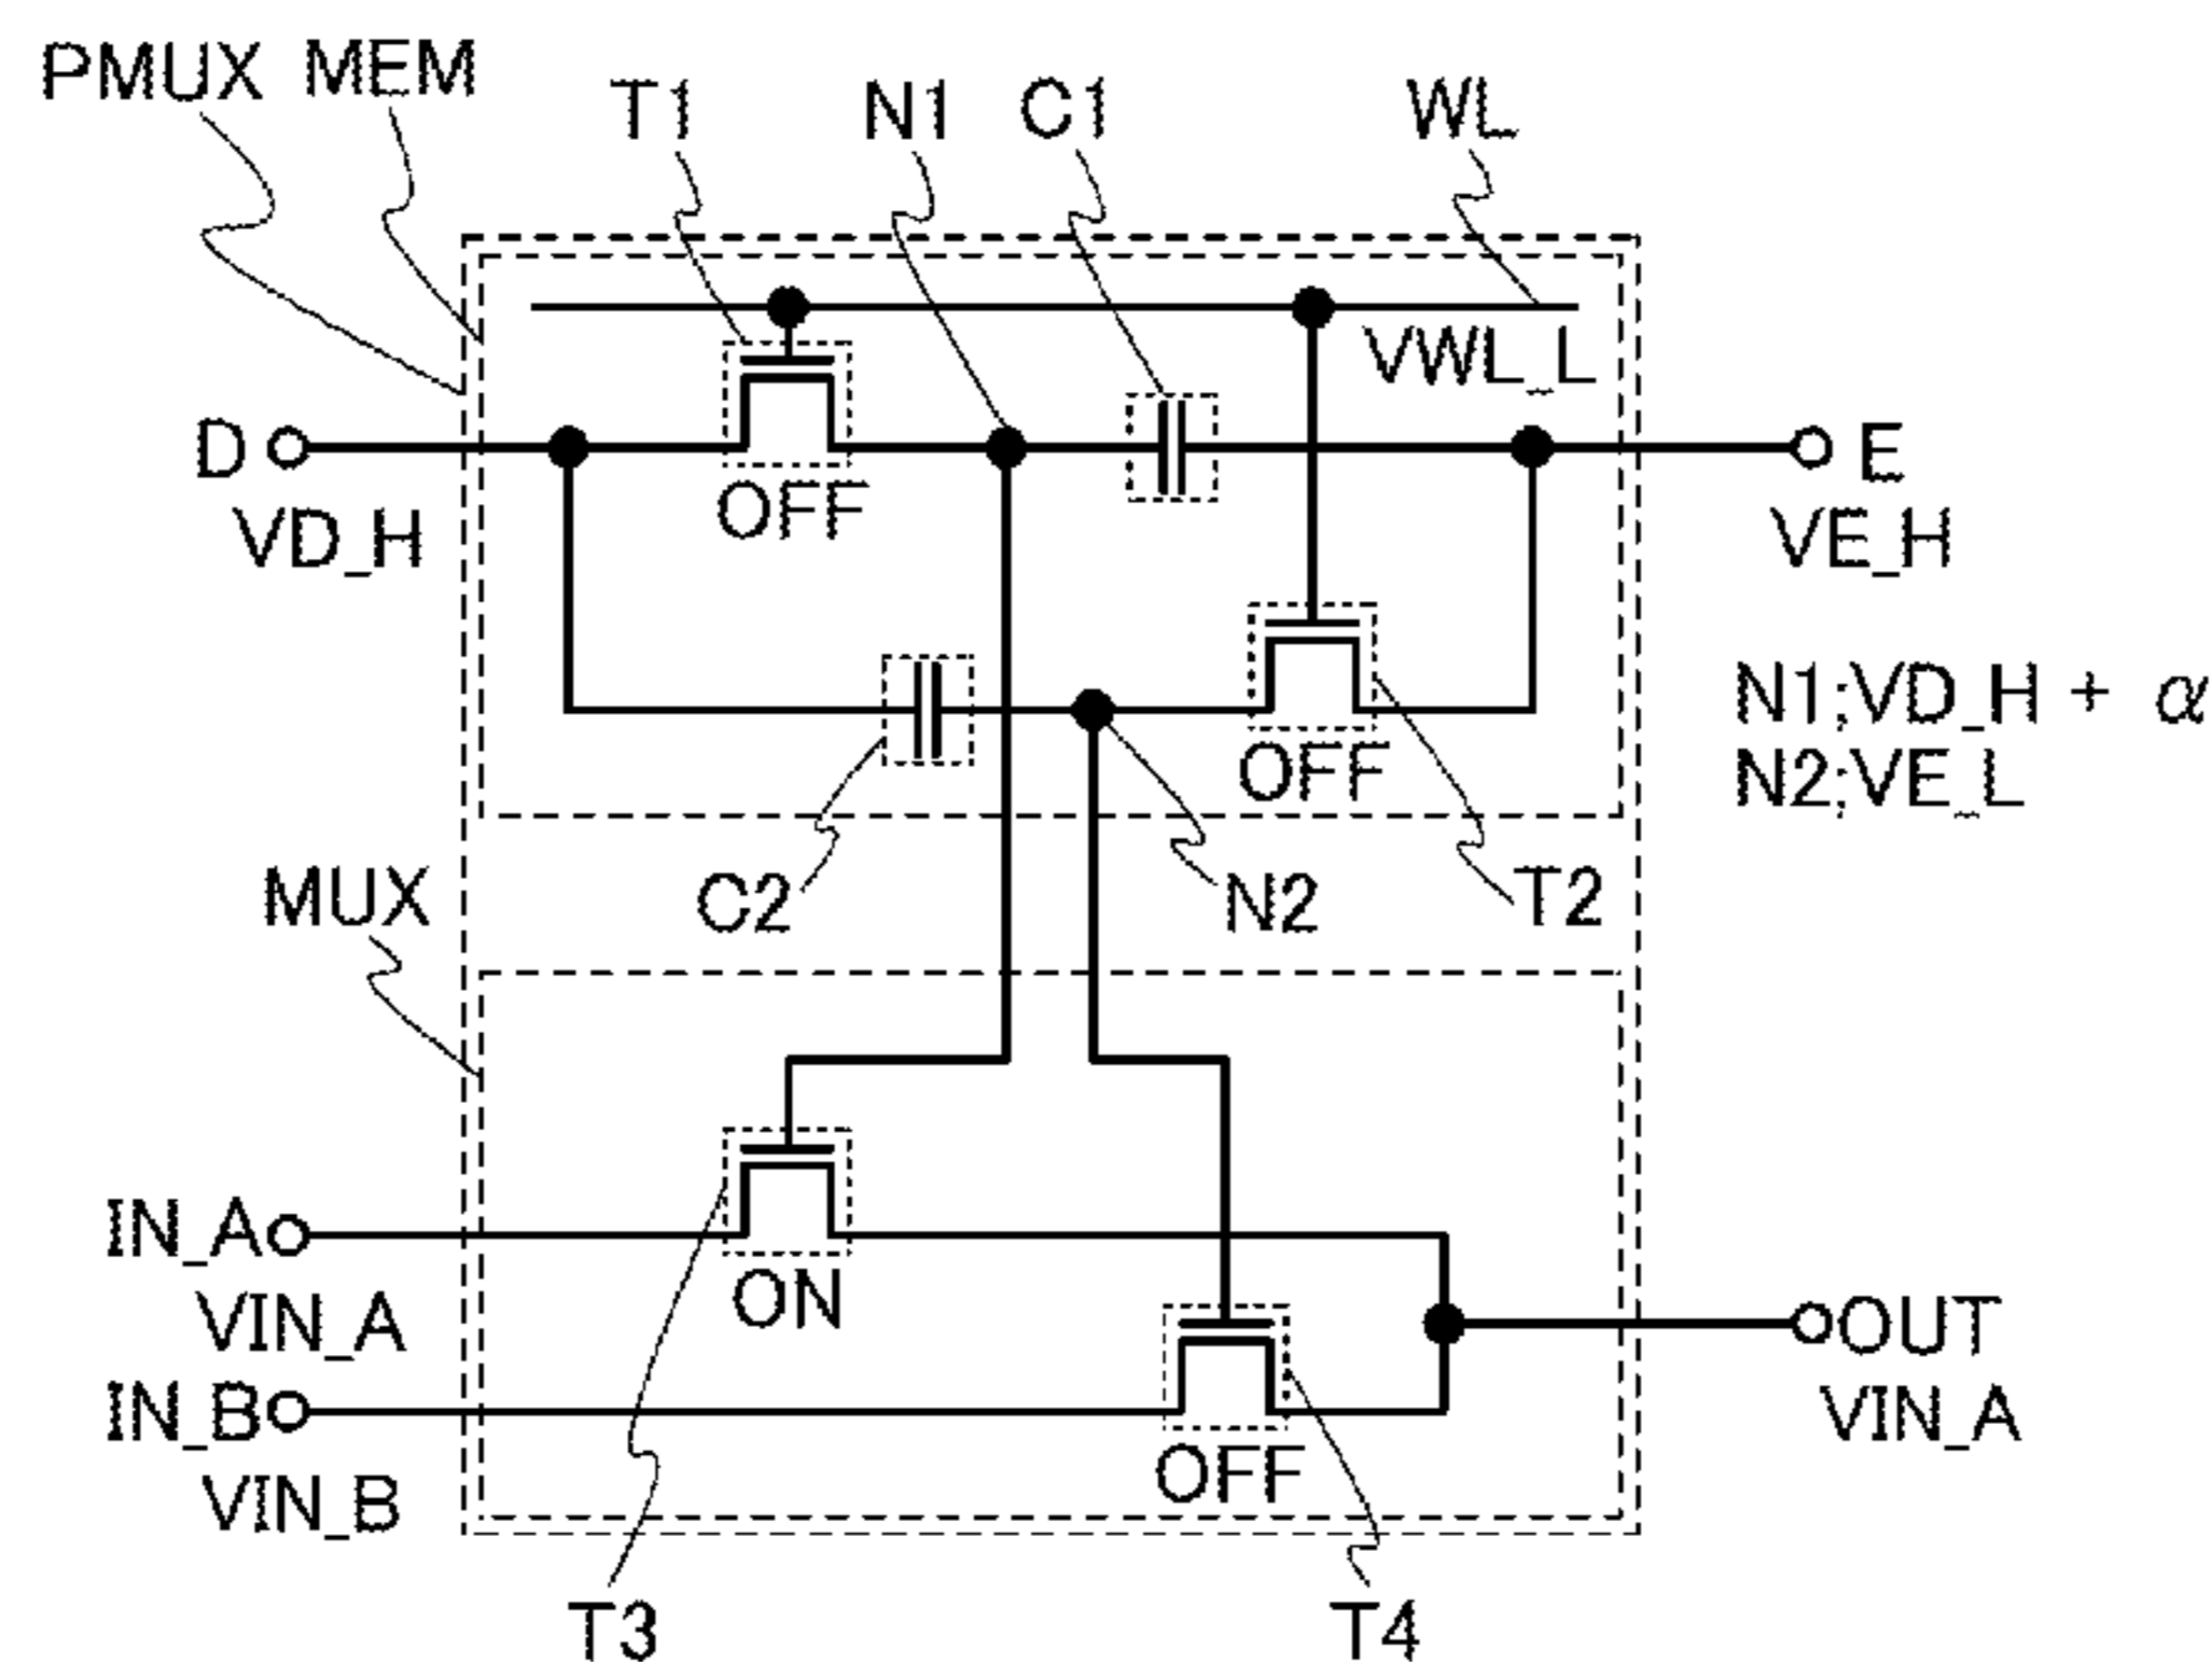 PMUX MEM
T1 N1 C1 WL
VWL_L
D E
VD_H OFF VE_H
N1;VD_H + α
OFF N2;VE_L
MUX C2 N2 T2
IN_A OUT
VIN_A ON VIN_A
IN_B
VIN_B OFF
T3 T4